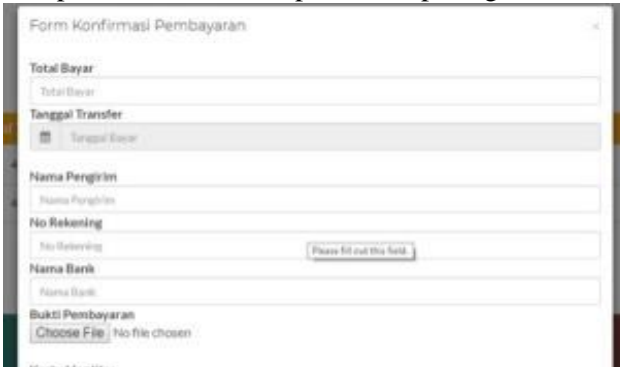 Form Konfirmasi Pembayaran
×
Total Bayar
Total Bayar
Tanggal Transfer
Tanggal Bayar
Nama Pengirim
Nama Pengirim
No Rekening
No Rekening
Please fill out this field.
Nama Bank
Nama Bank
Bukti Pembayaran
Choose File No file chosen